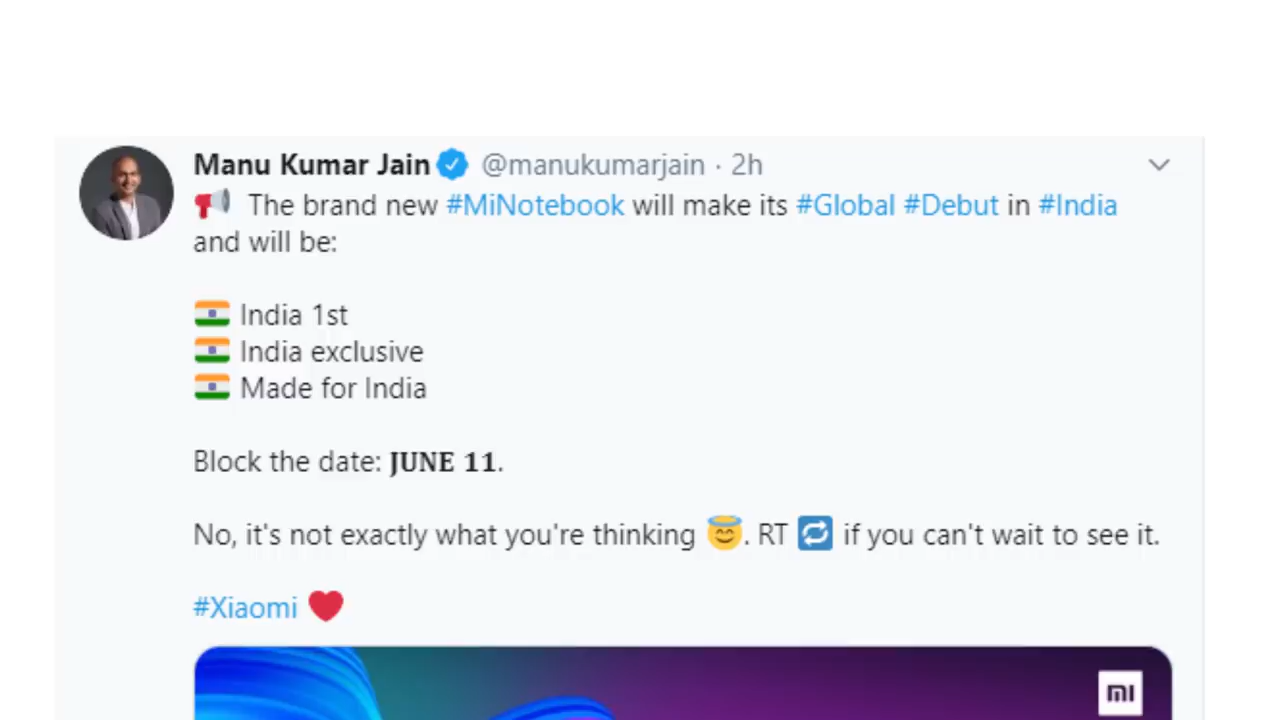 Manu Kumar Jain @manukumarjain · 2h
📢 The brand new #MiNotebook will make its #Global #Debut in #India
and will be:
🇮🇳 India 1st
🇮🇳 India exclusive
🇮🇳 Made for India
Block the date: JUNE 11.
No, it's not exactly what you're thinking 😇. RT 🔁 if you can't wait to see it.
#Xiaomi ❤️
mi